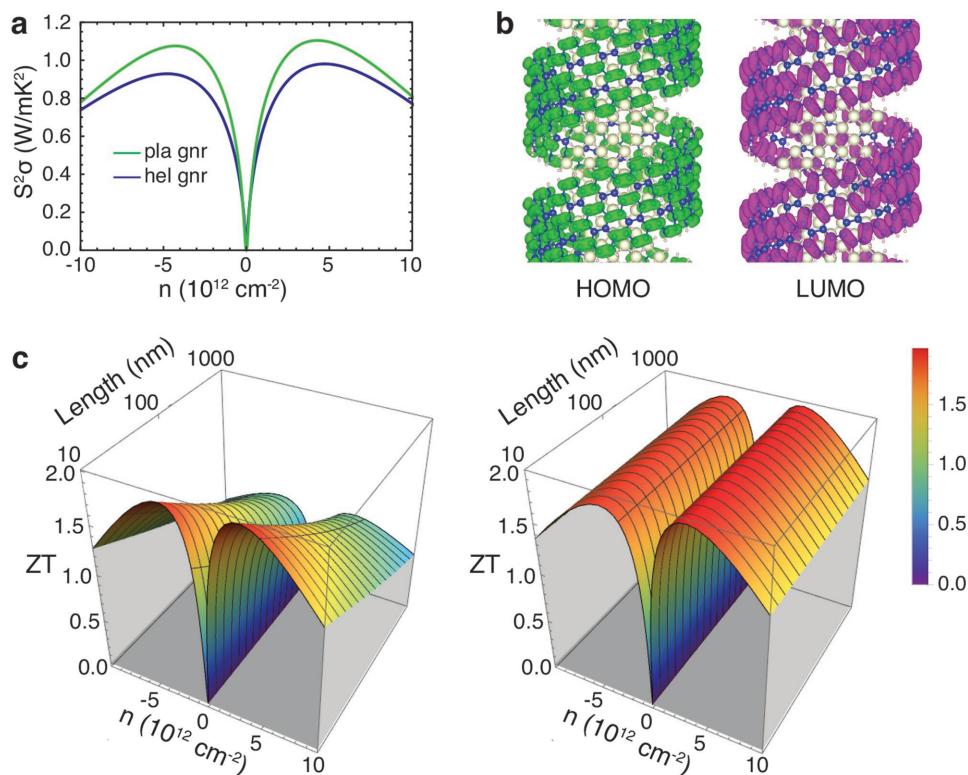 a
S²σ (W/mK²)
1.2
1.0
0.8
0.6
0.4
0.2
0.0
pla gnr
hel gnr
-10 -5 0 5 10
n (10¹² cm⁻²)
b
HOMO LUMO
c
Length (nm)
10 100 1000
ZT
2.0
1.5
1.0
0.5
0.0
-5 0 5 10
n (10¹² cm⁻²)
Length (nm)
10 100 1000
ZT
2.0
1.5
1.0
0.5
0.0
-5 0 5 10
n (10¹² cm⁻²)
1.5
1.0
0.5
0.0